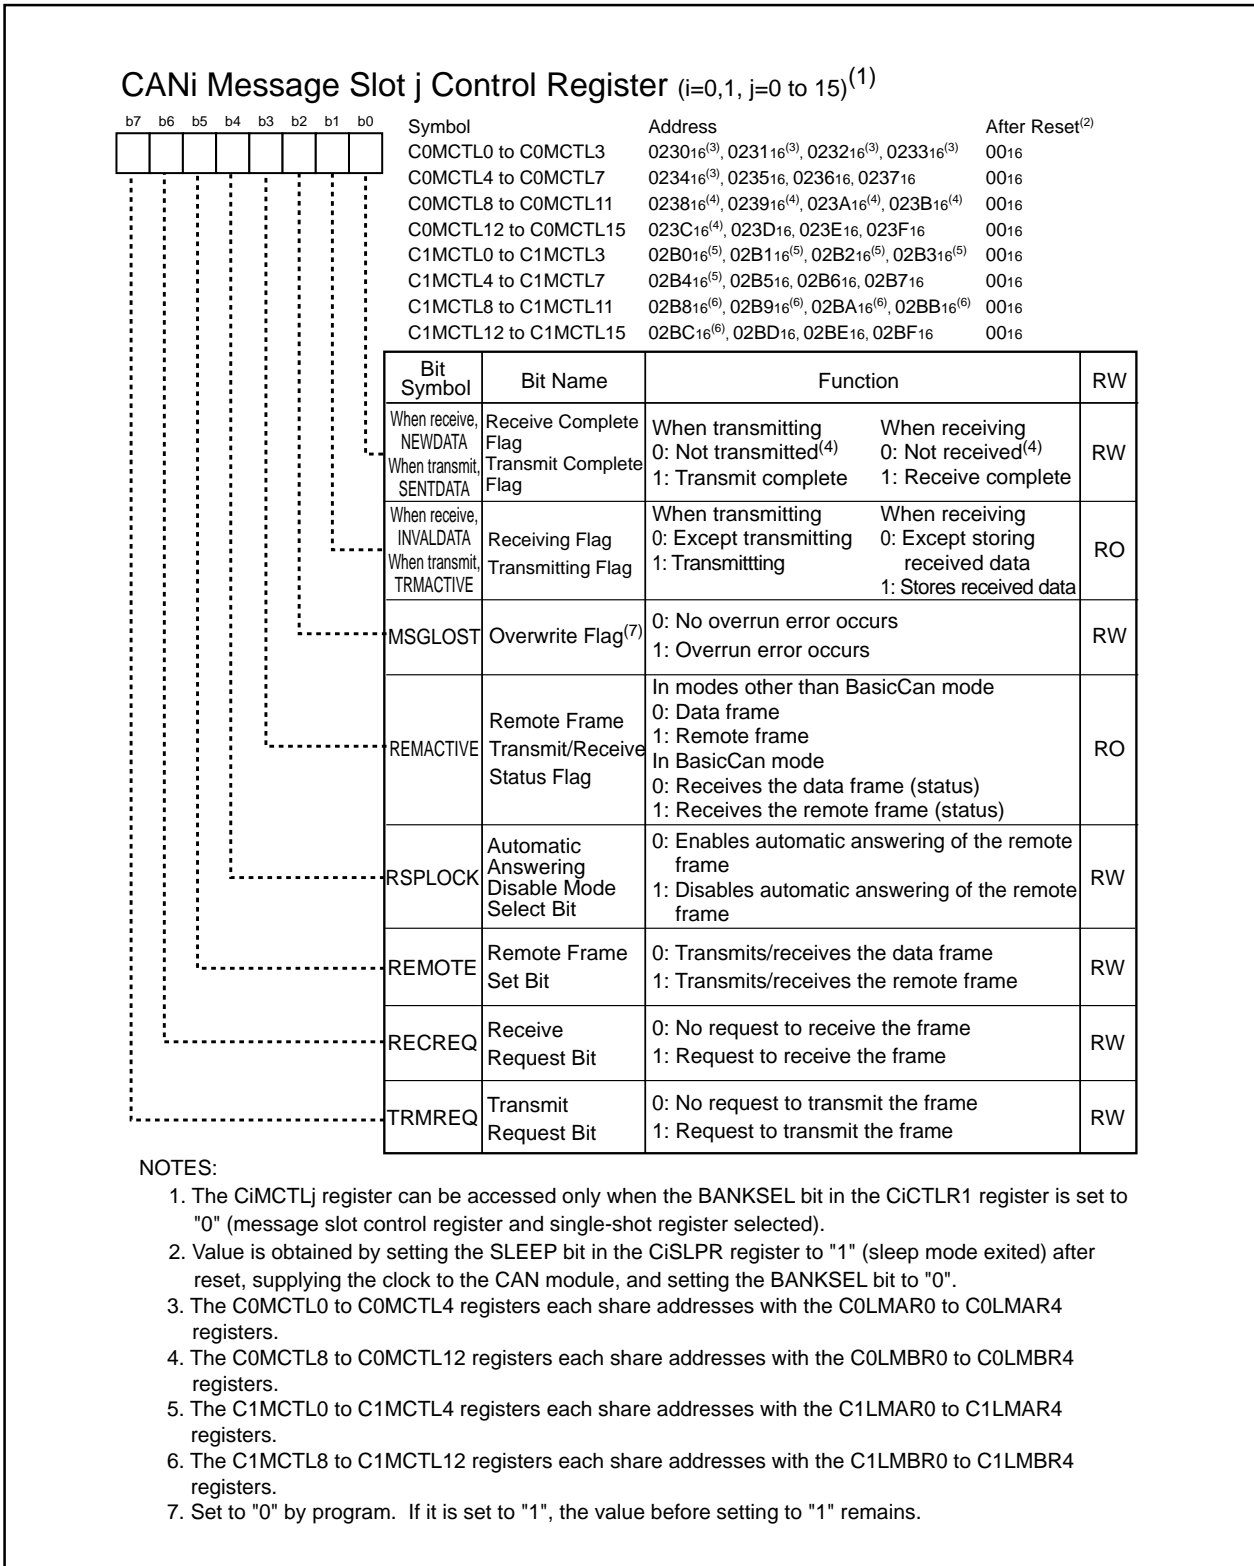 CANi Message Slot j Control Register (i=0,1, j=0 to 15)(1)
b7 b6 b5 b4 b3 b2 b1 b0
Symbol Address After Reset(2)
C0MCTL0 to C0MCTL3 023016(3), 023116(3), 023216(3), 023316(3) 0016
C0MCTL4 to C0MCTL7 023416(3), 023516, 023616, 023716 0016
C0MCTL8 to C0MCTL11 023816(4), 023916(4), 023A16(4), 023B16(4) 0016
C0MCTL12 to C0MCTL15 023C16(4), 023D16, 023E16, 023F16 0016
C1MCTL0 to C1MCTL3 02B016(5), 02B116(5), 02B216(5), 02B316(5) 0016
C1MCTL4 to C1MCTL7 02B416(5), 02B516, 02B616, 02B716 0016
C1MCTL8 to C1MCTL11 02B816(6), 02B916(6), 02BA16(6), 02BB16(6) 0016
C1MCTL12 to C1MCTL15 02BC16(6), 02BD16, 02BE16, 02BF16 0016
Bit Symbol Bit Name Function RW
When receive,
NEWDATA
When transmit,
SENTDATA
Receive Complete
Flag
Transmit Complete
Flag
When transmitting
0: Not transmitted(4)
1: Transmit complete
When receiving
0: Not received(4)
1: Receive complete
RW
When receive,
INVALDATA
When transmit,
TRMACTIVE
Receiving Flag
Transmitting Flag
When transmitting
0: Except transmitting
1: Transmittting
When receiving
0: Except storing
received data
1: Stores received data
RO
MSGLOST
Overwrite Flag(7)
0: No overrun error occurs
1: Overrun error occurs
RW
REMACTIVE
Remote Frame
Transmit/Receive
Status Flag
In modes other than BasicCan mode
0: Data frame
1: Remote frame
In BasicCan mode
0: Receives the data frame (status)
1: Receives the remote frame (status)
RO
RSPLOCK
Automatic
Answering
Disable Mode
Select Bit
0: Enables automatic answering of the remote
frame
1: Disables automatic answering of the remote
frame
RW
REMOTE
Remote Frame
Set Bit
0: Transmits/receives the data frame
1: Transmits/receives the remote frame
RW
RECREQ
Receive
Request Bit
0: No request to receive the frame
1: Request to receive the frame
RW
TRMREQ
Transmit
Request Bit
0: No request to transmit the frame
1: Request to transmit the frame
RW
NOTES:
1. The CiMCTLj register can be accessed only when the BANKSEL bit in the CiCTLR1 register is set to
"0" (message slot control register and single-shot register selected).
2. Value is obtained by setting the SLEEP bit in the CiSLPR register to "1" (sleep mode exited) after
reset, supplying the clock to the CAN module, and setting the BANKSEL bit to "0".
3. The C0MCTL0 to C0MCTL4 registers each share addresses with the C0LMAR0 to C0LMAR4
registers.
4. The C0MCTL8 to C0MCTL12 registers each share addresses with the C0LMBR0 to C0LMBR4
registers.
5. The C1MCTL0 to C1MCTL4 registers each share addresses with the C1LMAR0 to C1LMAR4
registers.
6. The C1MCTL8 to C1MCTL12 registers each share addresses with the C1LMBR0 to C1LMBR4
registers.
7. Set to "0" by program. If it is set to "1", the value before setting to "1" remains.